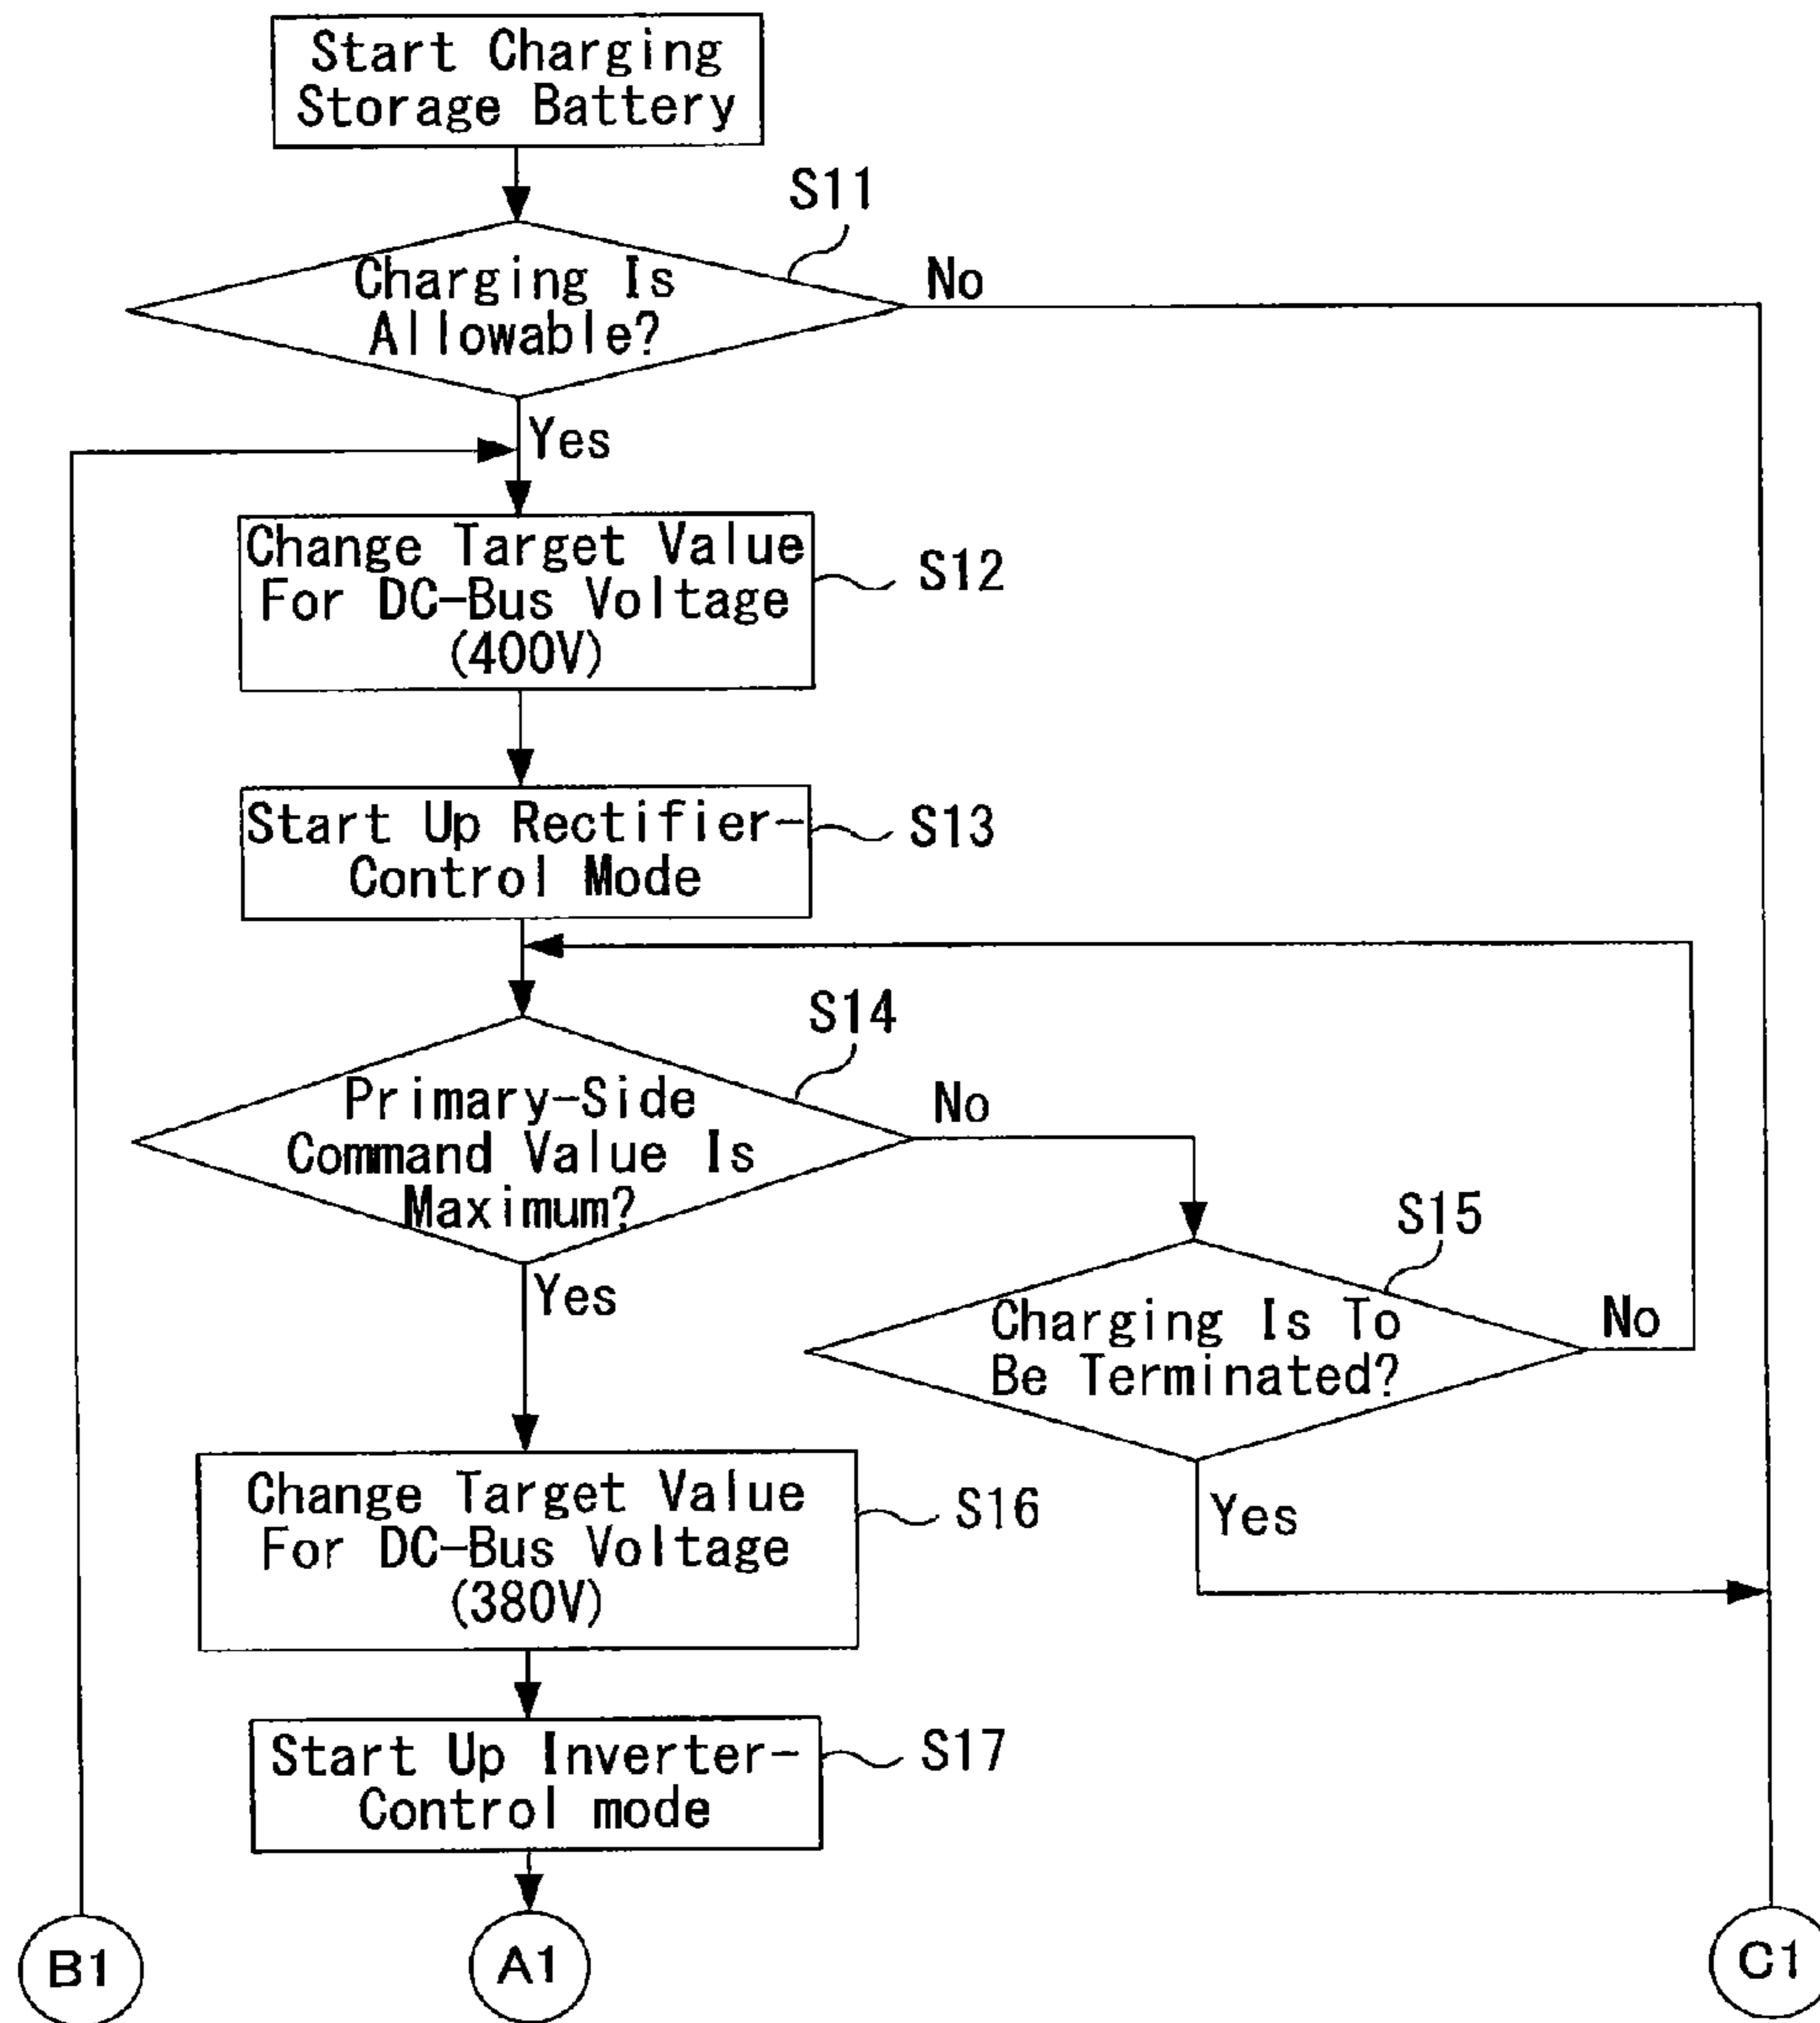 Start Charging
Storage Battery
S11
Charging Is
Allowable?
No
Yes
Change Target Value
For DC-Bus Voltage
(400V)
S12
Start Up Rectifier-
Control Mode
S13
S14
Primary-Side
Command Value Is
Maximum?
No
Yes
S15
Charging Is To
Be Terminated?
No
Yes
Change Target Value
For DC-Bus Voltage
(380V)
S16
Start Up Inverter-
Control mode
S17
B1
A1
C1